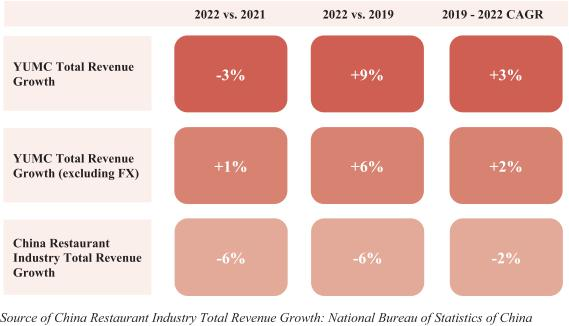 2022 vs. 2021 2022 vs. 2019 2019 - 2022 CAGR
YUMC Total Revenue
Growth
-3% +9% +3%
YUMC Total Revenue
Growth (excluding FX)
+1% +6% +2%
China Restaurant
Industry Total Revenue
Growth
-6% -6% -2%
Source of China Restaurant Industry Total Revenue Growth: National Bureau of Statistics of China